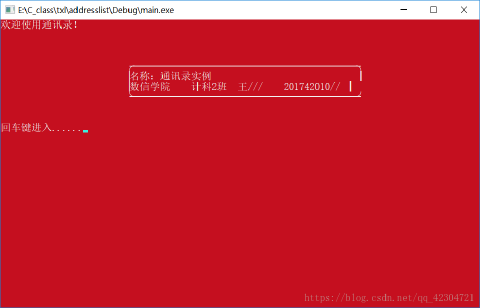 E:\C_class\txl\addresslist\Debug\main.exe
欢迎使用通讯录!
名称: 通讯录实例
数信学院 计科2班 王/// 201742010//
回车键进入......
https://blog.csdn.net/qq_42304721